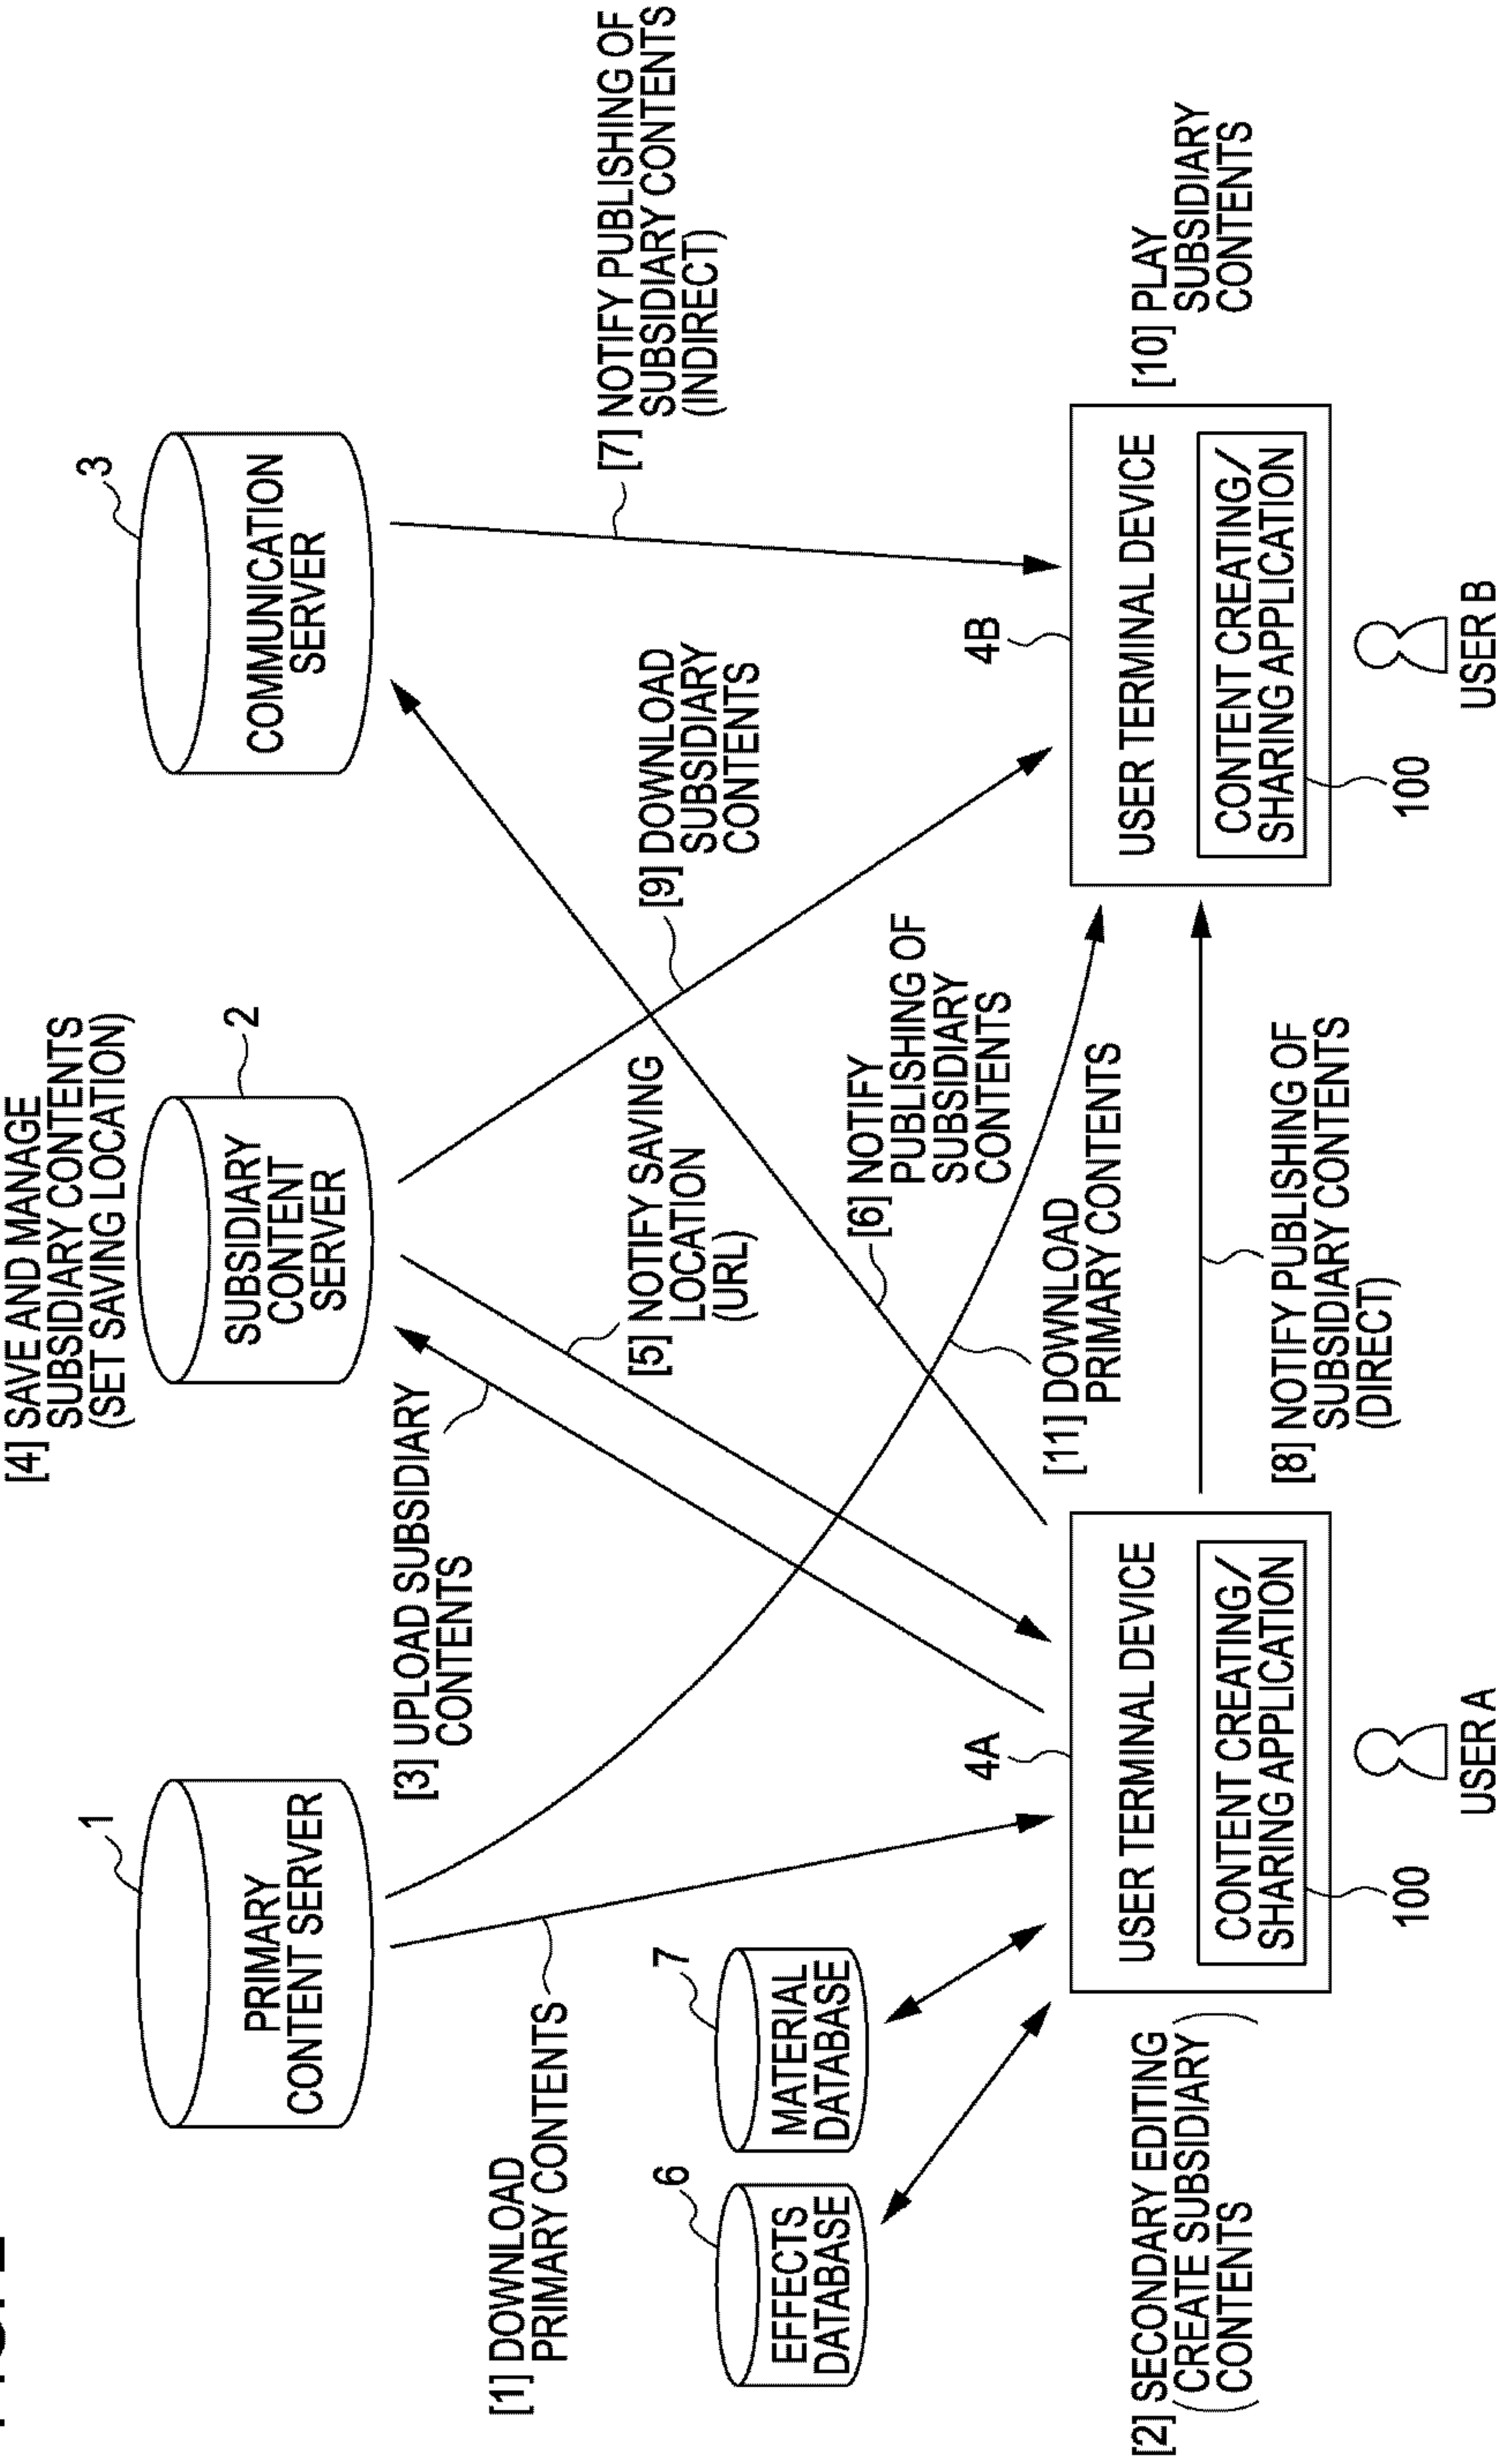 [4] SAVE AND MANAGE
SUBSIDIARY CONTENTS
(SET SAVING LOCATION)
1
PRIMARY
CONTENT SERVER
2
SUBSIDIARY
CONTENT
SERVER
3
COMMUNICATION
SERVER
[1] DOWNLOAD
PRIMARY CONTENTS
[3] UPLOAD SUBSIDIARY
CONTENTS
[5] NOTIFY SAVING
LOCATION
(URL)
[9] DOWNLOAD
SUBSIDIARY
CONTENTS
[7] NOTIFY PUBLISHING OF
SUBSIDIARY CONTENTS
(INDIRECT)
6
EFFECTS
DATABASE
7
MATERIAL
DATABASE
[6] NOTIFY
PUBLISHING OF
SUBSIDIARY
CONTENTS
[11] DOWNLOAD
PRIMARY CONTENTS
[2] SECONDARY EDITING
(CREATE SUBSIDIARY
CONTENTS)
4A
USER TERMINAL DEVICE
CONTENT CREATING/
SHARING APPLICATION
100
USER A
[8] NOTIFY PUBLISHING OF
SUBSIDIARY CONTENTS
(DIRECT)
4B
USER TERMINAL DEVICE
CONTENT CREATING/
SHARING APPLICATION
100
USER B
[10] PLAY
SUBSIDIARY
CONTENTS